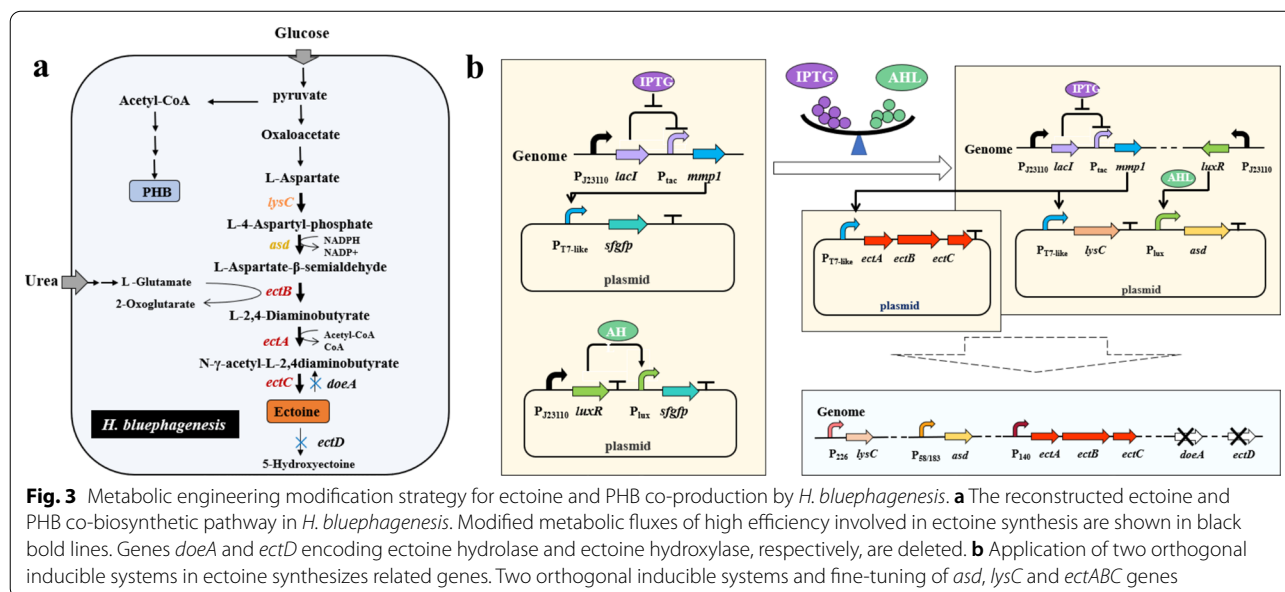 a
Glucose
Acetyl-CoA
pyruvate
Oxaloacetate
PHB
L-Aspartate
lysC
L-4-Aspartyl-phosphate
asd
NADPH
NADP+
L-Aspartate-β-semialdehyde
Urea
L -Glutamate
ectB
2-Oxoglutarate
L-2,4-Diaminobutyrate
ectA
Acetyl-CoA
CoA
N-γ-acetyl-L-2,4diaminobutyrate
ectC
doeA
Ectoine
H. bluephagenesis
ectD
5-Hydroxyectoine
b
IPTG
Genome
PJ23110 lacI Ptac mmp1
PT7-like sfgfp
plasmid
AH
PJ23110 luxR Plux sfgfp
plasmid
IPTG AHL
IPTG
Genome
PJ23110 lacI Ptac mmp1 luxR PJ23110
AHL
PT7-like ectA ectB ectC
plasmid
PT7-like lysC Plux asd
plasmid
Genome
P226 lysC P58/183 asd P140 ectA ectB ectC doeA ectD
Fig. 3 Metabolic engineering modification strategy for ectoine and PHB co-production by H. bluephagenesis. a The reconstructed ectoine and
PHB co-biosynthetic pathway in H. bluephagenesis. Modified metabolic fluxes of high efficiency involved in ectoine synthesis are shown in black
bold lines. Genes doeA and ectD encoding ectoine hydrolase and ectoine hydroxylase, respectively, are deleted. b Application of two orthogonal
inducible systems in ectoine synthesizes related genes. Two orthogonal inducible systems and fine-tuning of asd, lysC and ectABC genes